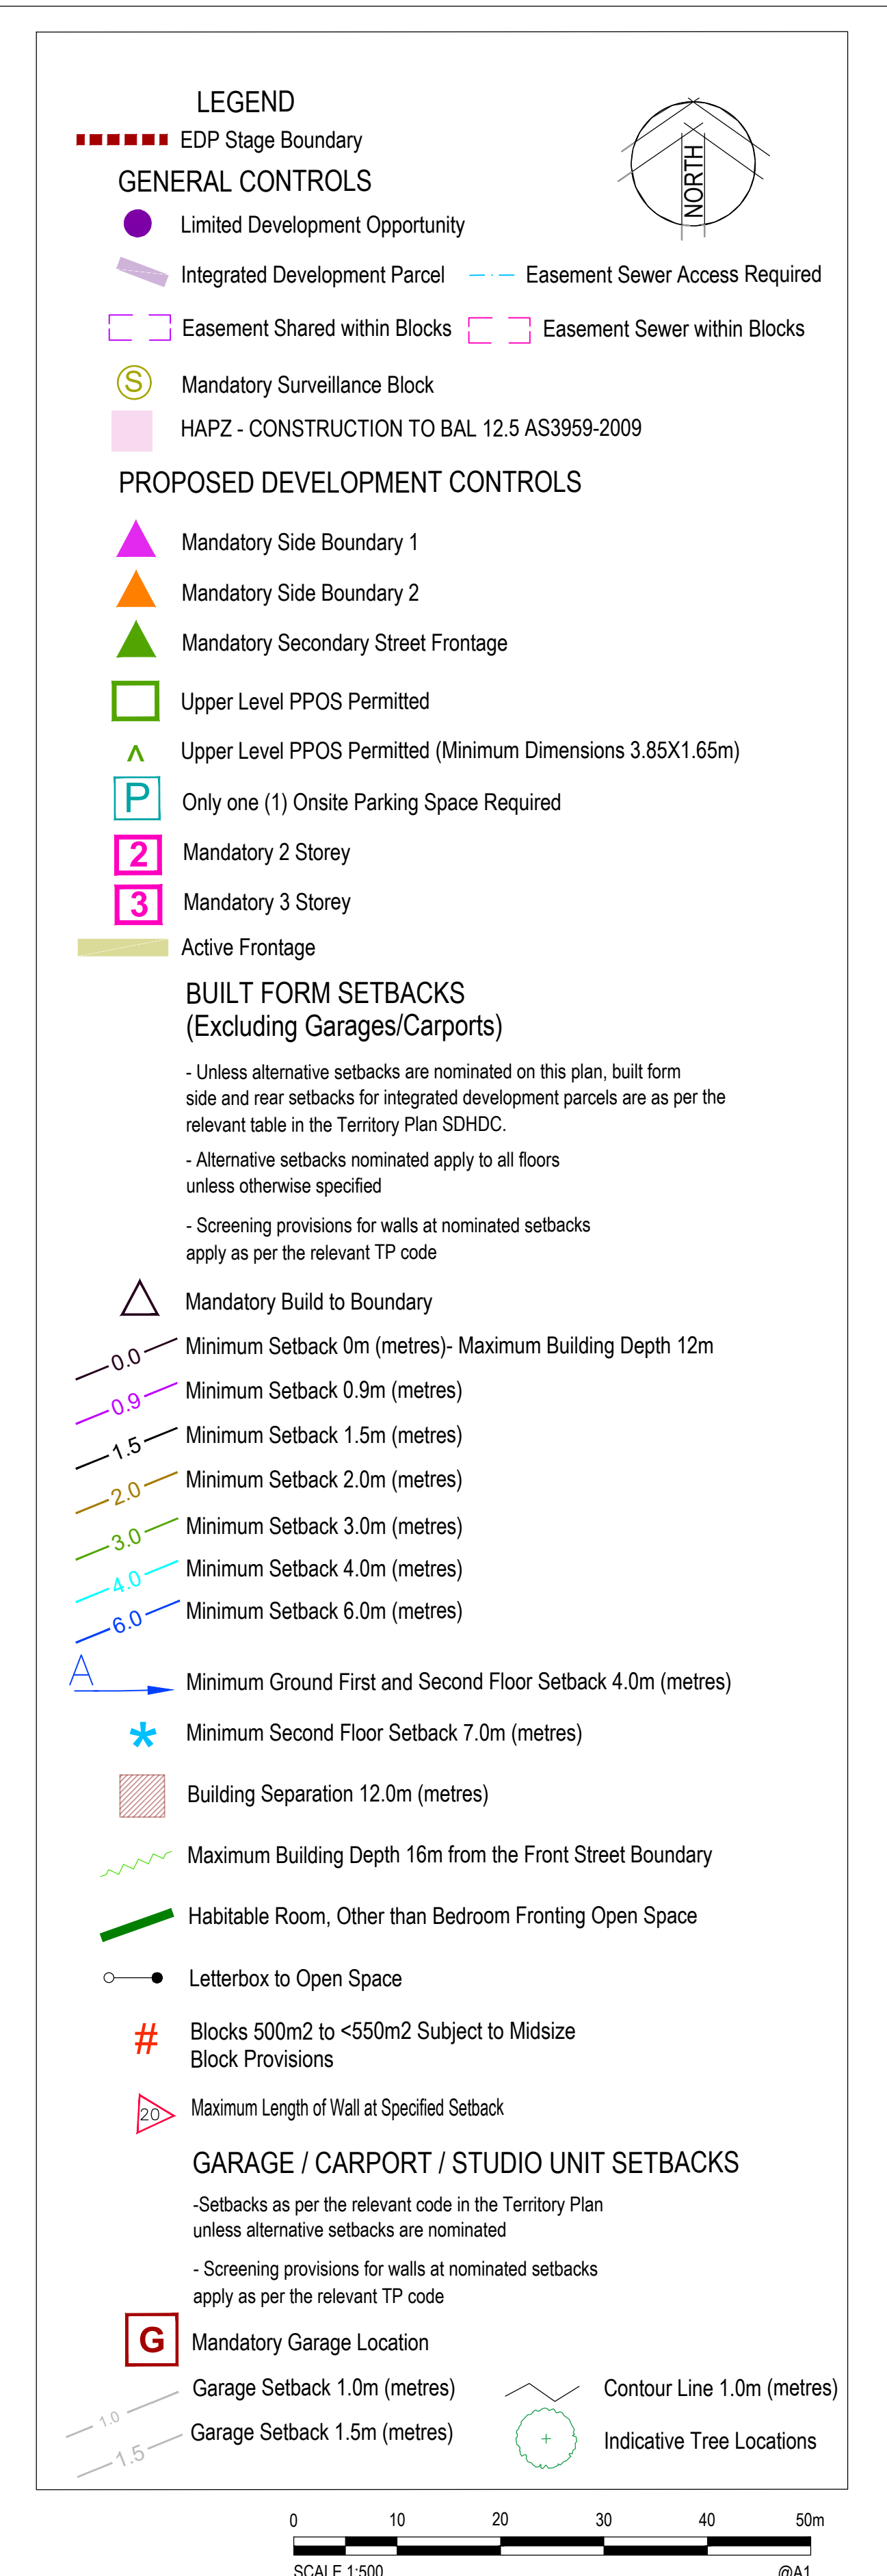 LEGEND
EDP Stage Boundary
NORTH
GENERAL CONTROLS
Limited Development Opportunity
Integrated Development Parcel
Easement Sewer Access Required
Easement Shared within Blocks
Easement Sewer within Blocks
S
Mandatory Surveillance Block
HAPZ - CONSTRUCTION TO BAL 12.5 AS3959-2009
PROPOSED DEVELOPMENT CONTROLS
Mandatory Side Boundary 1
Mandatory Side Boundary 2
Mandatory Secondary Street Frontage
Upper Level PPOS Permitted
^ Upper Level PPOS Permitted (Minimum Dimensions 3.85X1.65m)
P Only one (1) Onsite Parking Space Required
2 Mandatory 2 Storey
3 Mandatory 3 Storey
Active Frontage
BUILT FORM SETBACKS
(Excluding Garages/Carports)
- Unless alternative setbacks are nominated on this plan, built form
side and rear setbacks for integrated development parcels are as per the
relevant table in the Territory Plan SDHDC.
- Alternative setbacks nominated apply to all floors
unless otherwise specified
- Screening provisions for walls at nominated setbacks
apply as per the relevant TP code
Mandatory Build to Boundary
0.0 Minimum Setback 0m (metres)- Maximum Building Depth 12m
0.9 Minimum Setback 0.9m (metres)
1.5 Minimum Setback 1.5m (metres)
2.0 Minimum Setback 2.0m (metres)
3.0 Minimum Setback 3.0m (metres)
4.0 Minimum Setback 4.0m (metres)
6.0 Minimum Setback 6.0m (metres)
A Minimum Ground First and Second Floor Setback 4.0m (metres)
* Minimum Second Floor Setback 7.0m (metres)
Building Separation 12.0m (metres)
Maximum Building Depth 16m from the Front Street Boundary
Habitable Room, Other than Bedroom Fronting Open Space
Letterbox to Open Space
# Blocks 500m2 to <550m2 Subject to Midsize
Block Provisions
20 Maximum Length of Wall at Specified Setback
GARAGE / CARPORT / STUDIO UNIT SETBACKS
-Setbacks as per the relevant code in the Territory Plan
unless alternative setbacks are nominated
- Screening provisions for walls at nominated setbacks
apply as per the relevant TP code
G Mandatory Garage Location
1.0 Garage Setback 1.0m (metres)
Contour Line 1.0m (metres)
1.5 Garage Setback 1.5m (metres)
Indicative Tree Locations
0 10 20 30 40 50m
SCALE 1:500 @A1